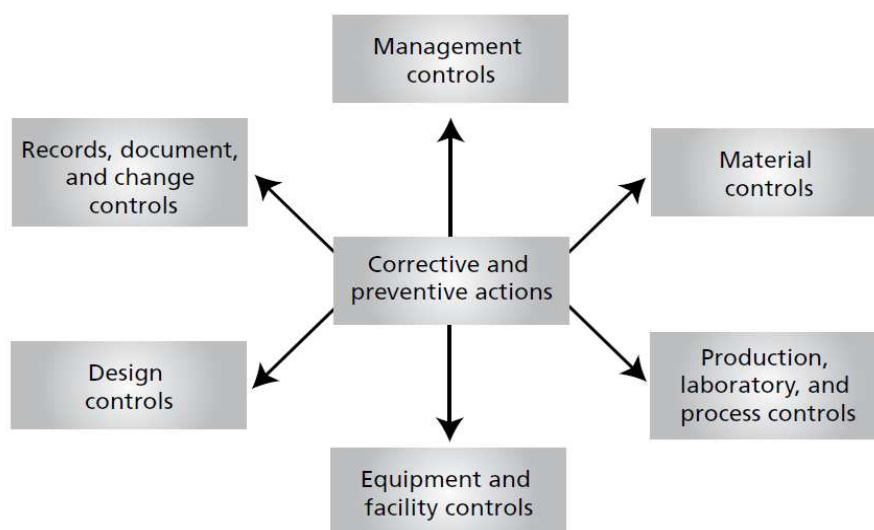 Management
controls
Records, document,
and change
controls
Material
controls
Corrective and
preventive actions
Design
controls
Production,
laboratory, and
process controls
Equipment and
facility controls